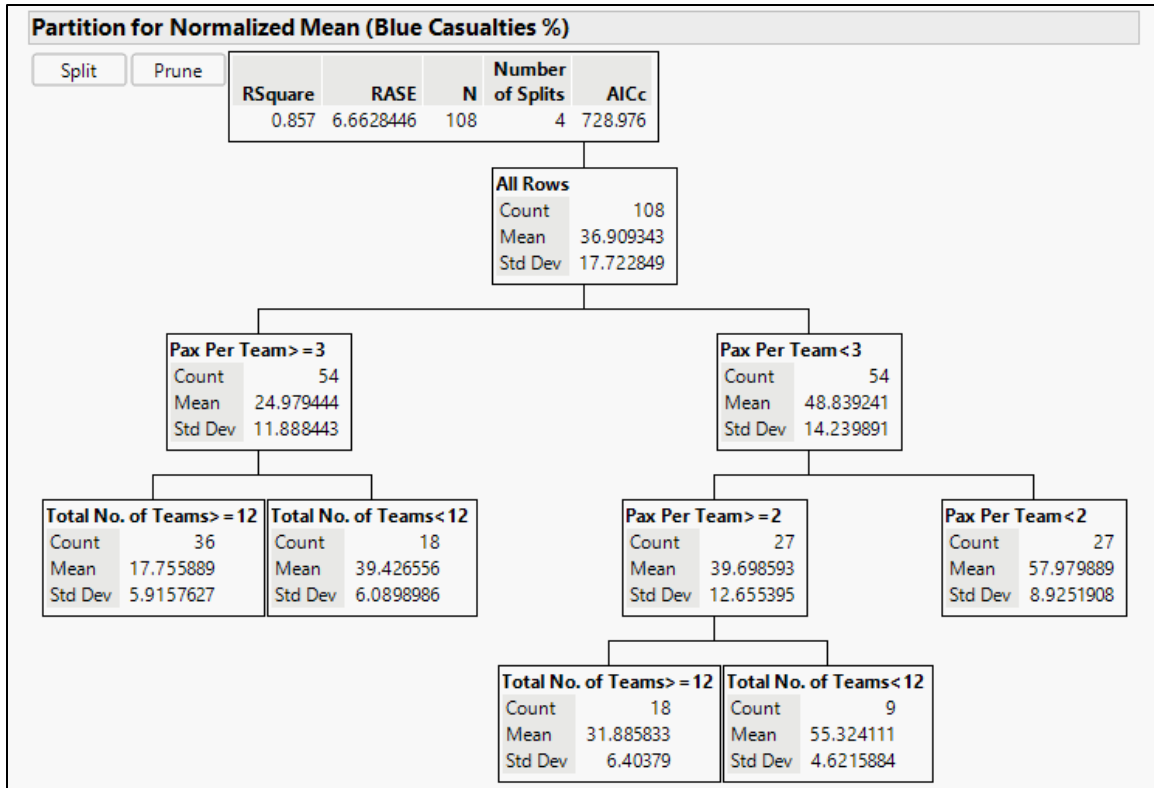 Partition for Normalized Mean (Blue Casualties %)
Split Prune
RSquare RASE N Number of Splits AICc
0.857 6.6628446 108 4 728.976
All Rows
Count 108
Mean 36.909343
Std Dev 17.722849
Pax Per Team>=3
Count 54
Mean 24.979444
Std Dev 11.888443
Pax Per Team<3
Count 54
Mean 48.839241
Std Dev 14.239891
Total No. of Teams>=12
Count 36
Mean 17.755889
Std Dev 5.9157627
Total No. of Teams<12
Count 18
Mean 39.426556
Std Dev 6.0898986
Pax Per Team>=2
Count 27
Mean 39.698593
Std Dev 12.655395
Pax Per Team<2
Count 27
Mean 57.979889
Std Dev 8.9251908
Total No. of Teams>=12
Count 18
Mean 31.885833
Std Dev 6.40379
Total No. of Teams<12
Count 9
Mean 55.324111
Std Dev 4.6215884